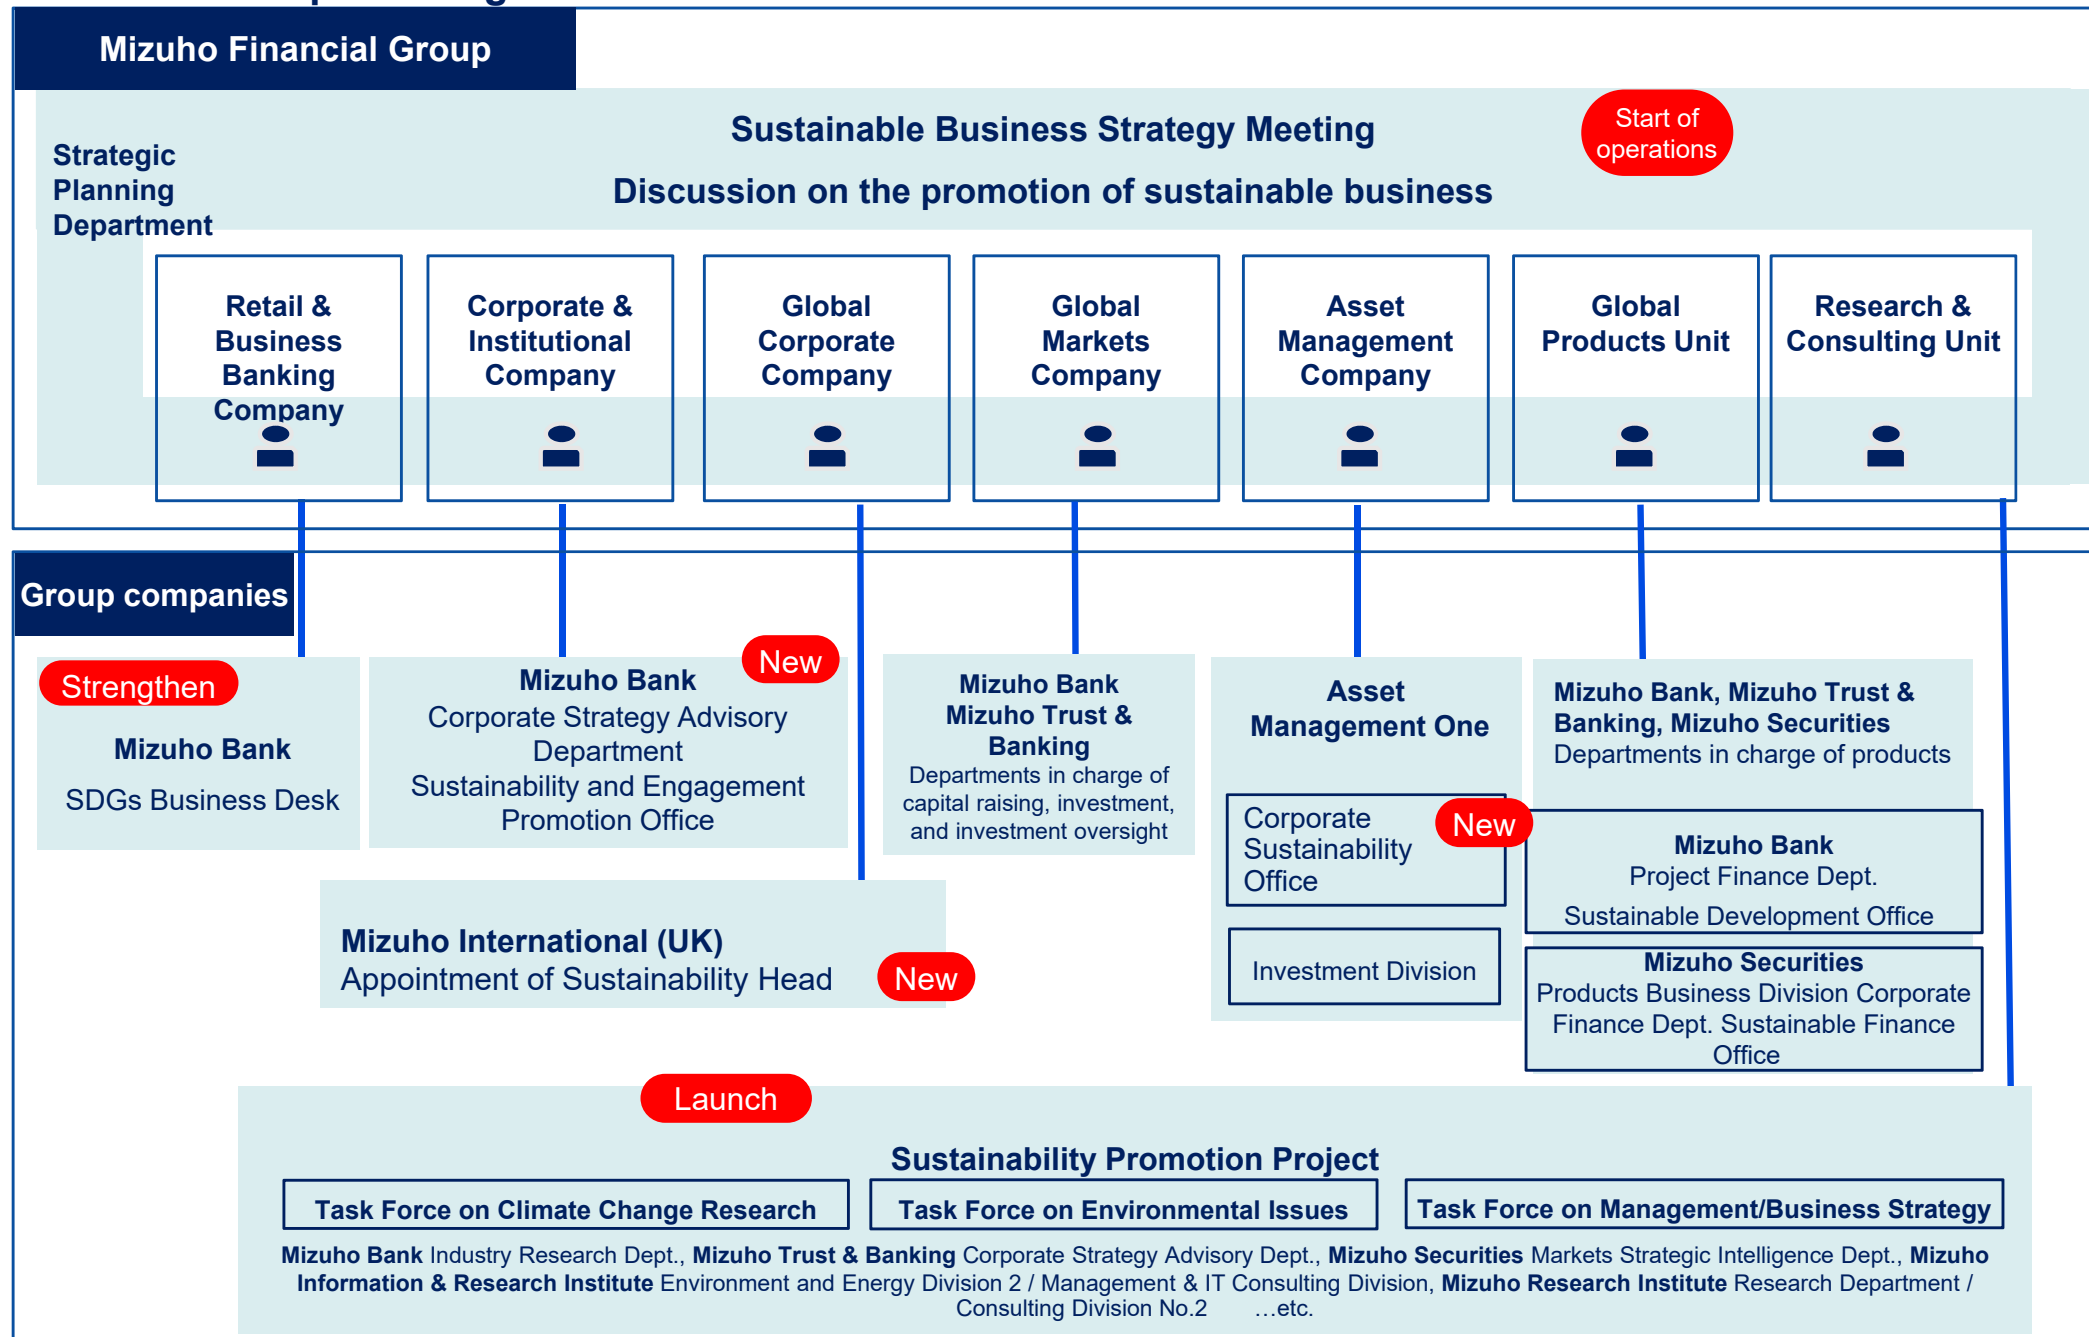 Mizuho Financial Group
Sustainable Business Strategy Meeting
Start of
operations
Strategic
Planning
Department
Discussion on the promotion of sustainable business
Retail &
Business
Banking
Company
Corporate &
Institutional
Company
Global
Corporate
Company
Global
Markets
Company
Asset
Management
Company
Global
Products Unit
Research &
Consulting Unit
Group companies
Strengthen
Mizuho Bank
SDGs Business Desk
New
Mizuho Bank
Corporate Strategy Advisory
Department
Sustainability and Engagement
Promotion Office
Mizuho International (UK)
Appointment of Sustainability Head
New
Mizuho Bank
Mizuho Trust &
Banking
Departments in charge of
capital raising, investment,
and investment oversight
Asset
Management One
Corporate
Sustainability
Office
New
Investment Division
Mizuho Bank, Mizuho Trust &
Banking, Mizuho Securities
Departments in charge of products
Mizuho Bank
Project Finance Dept.
Sustainable Development Office
Mizuho Securities
Products Business Division Corporate
Finance Dept. Sustainable Finance
Office
Launch
Sustainability Promotion Project
Task Force on Climate Change Research
Task Force on Environmental Issues
Task Force on Management/Business Strategy
Mizuho Bank Industry Research Dept., Mizuho Trust & Banking Corporate Strategy Advisory Dept., Mizuho Securities Markets Strategic Intelligence Dept., Mizuho
Information & Research Institute Environment and Energy Division 2 / Management & IT Consulting Division, Mizuho Research Institute Research Department /
Consulting Division No.2 …etc.